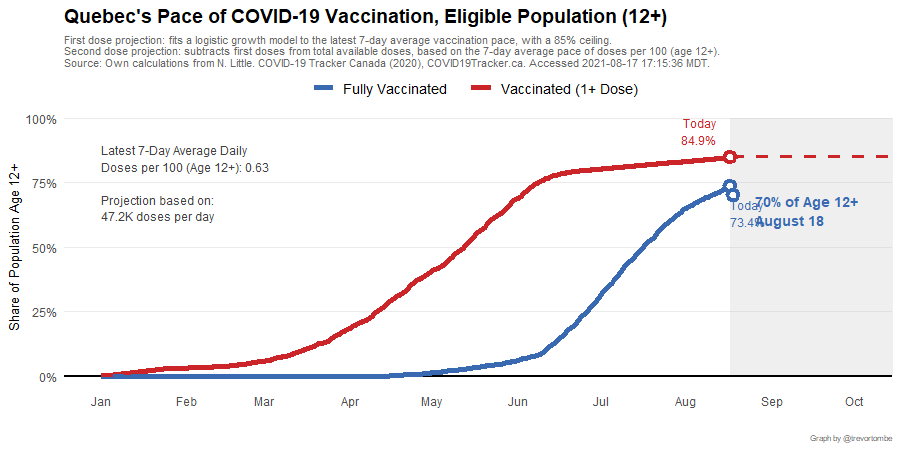 Quebec's Pace of COVID-19 Vaccination, Eligible Population (12+)
First dose projection: fits a logistic growth model to the latest 7-day average vaccination pace, with a 85% ceiling.
Second dose projection: subtracts first doses from total available doses, based on the 7-day average pace of doses per 100 (age 12+).
Source: Own calculations from N. Little. COVID-19 Tracker Canada (2020), COVID19Tracker.ca. Accessed 2021-08-17 17:15:36 MDT.
Fully Vaccinated
Vaccinated (1+ Dose)
Share of Population Age 12+
100%
75%
50%
25%
0%
Latest 7-Day Average Daily
Doses per 100 (Age 12+): 0.63
Projection based on:
47.2K doses per day
Today
84.9%
Today
73.4%
70% of Age 12+
August 18
Jan Feb Mar Apr May Jun Jul Aug Sep Oct
Graph by @trevortombe